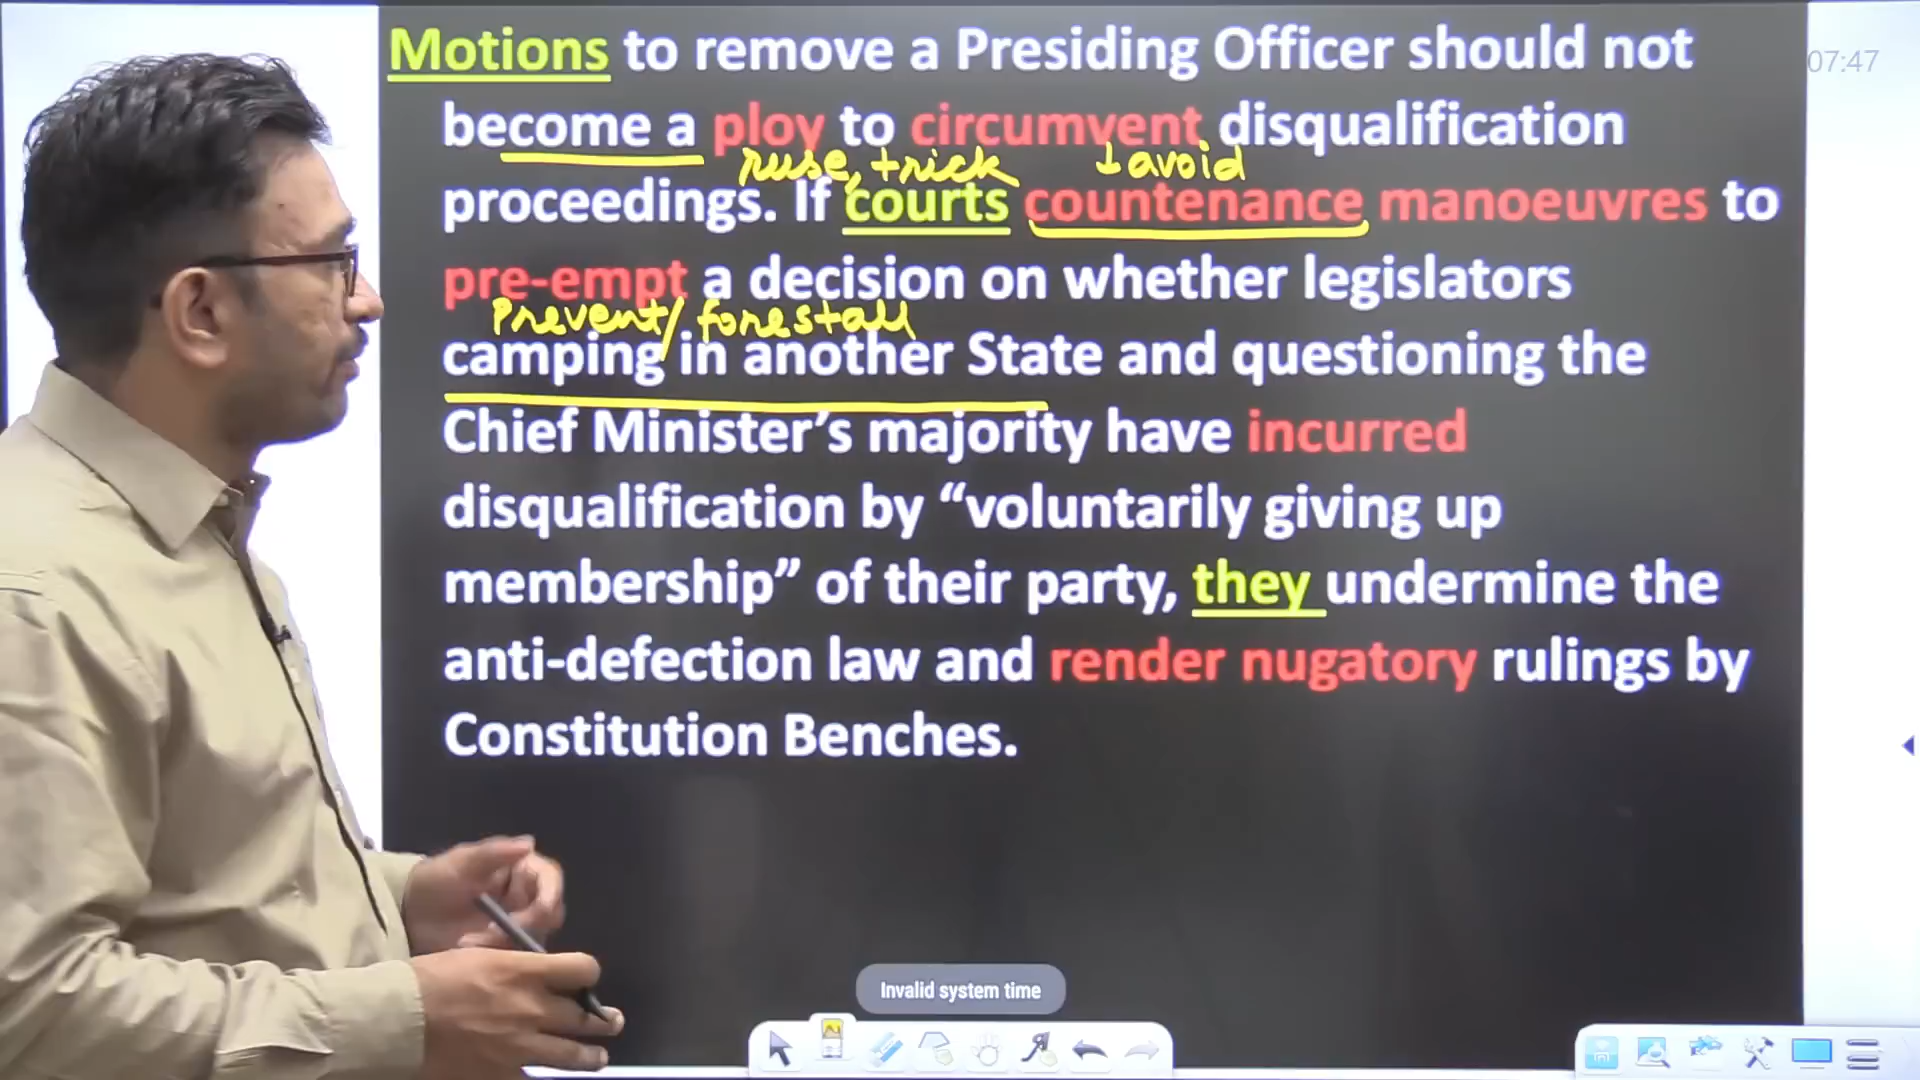 Motions to remove a Presiding Officer should not
07:47
become a ploy to circumvent disqualification
ruse, trick
avoid
proceedings. If courts countenance manoeuvres to
pre-empt a decision on whether legislators
Prevent/forestall
camping in another State and questioning the
Chief Minister’s majority have incurred
disqualification by “voluntarily giving up
membership” of their party, they undermine the
anti-defection law and render nugatory rulings by
Constitution Benches.
Invalid system time